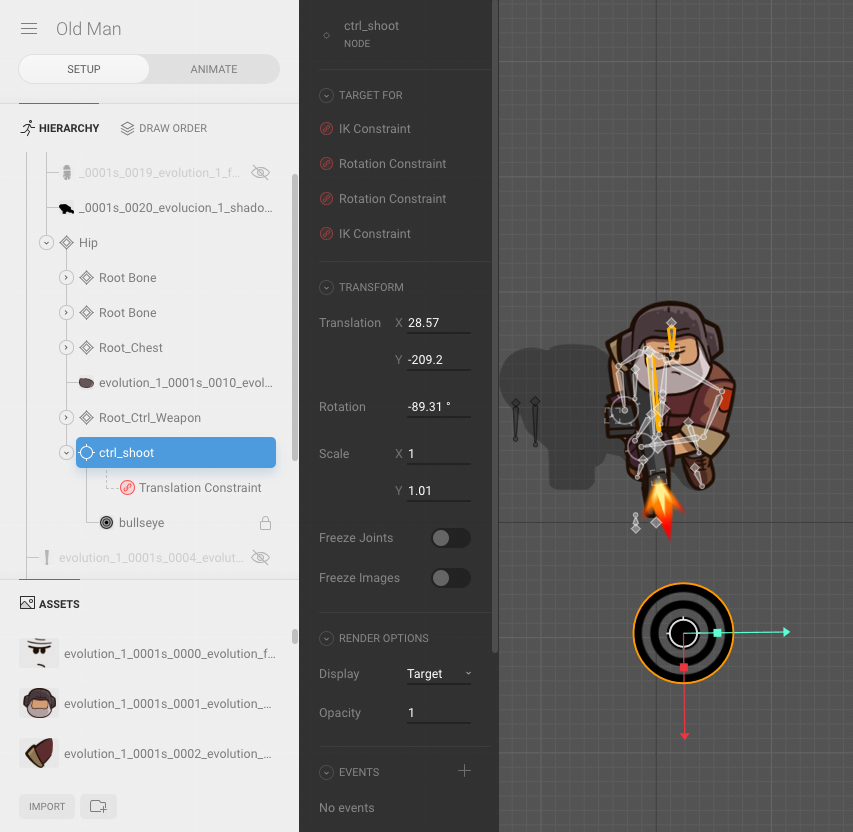 Old Man
SETUP
ANIMATE
HIERARCHY
DRAW ORDER
_0001s_0019_evolution_1_f...
_0001s_0020_evolucion_1_shado...
Hip
Root Bone
Root Bone
Root_Chest
evolution_1_0001s_0010_evol...
Root_Ctrl_Weapon
ctrl_shoot
Translation Constraint
bullseye
evolution_1_0001s_0004_evolut...
ASSETS
evolution_1_0001s_0000_evolution_f...
evolution_1_0001s_0001_evolution_...
evolution_1_0001s_0002_evolution_...
IMPORT
ctrl_shoot
NODE
TARGET FOR
IK Constraint
Rotation Constraint
Rotation Constraint
IK Constraint
TRANSFORM
Translation X 28.57
Y -209.2
Rotation -89.31 °
Scale X 1
Y 1.01
Freeze Joints
Freeze Images
RENDER OPTIONS
Display Target
Opacity 1
EVENTS
No events